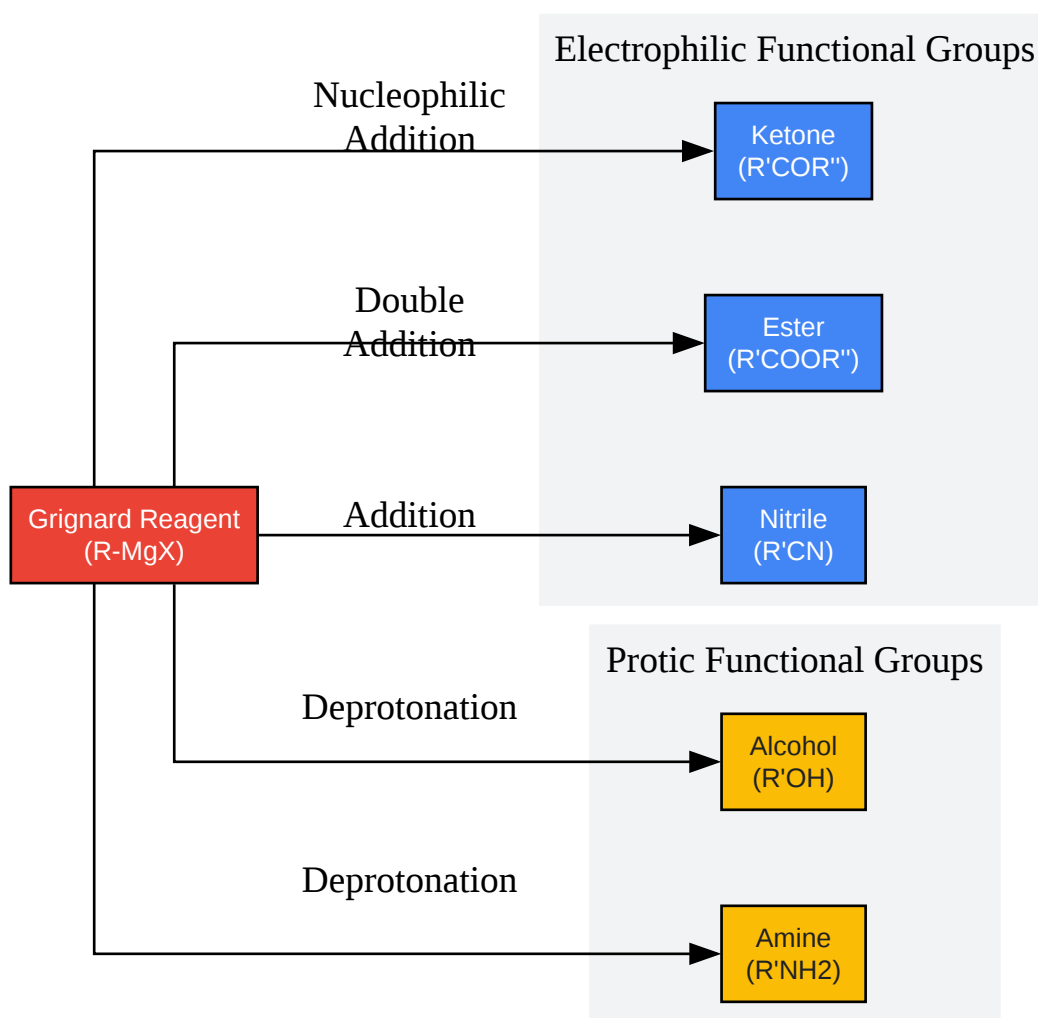 Electrophilic Functional Groups
Nucleophilic
Addition
Ketone
(R'COR'')
Double
Addition
Ester
(R'COOR'')
Grignard Reagent
(R-MgX)
Addition
Nitrile
(R'CN)
Protic Functional Groups
Deprotonation
Alcohol
(R'OH)
Deprotonation
Amine
(R'NH2)